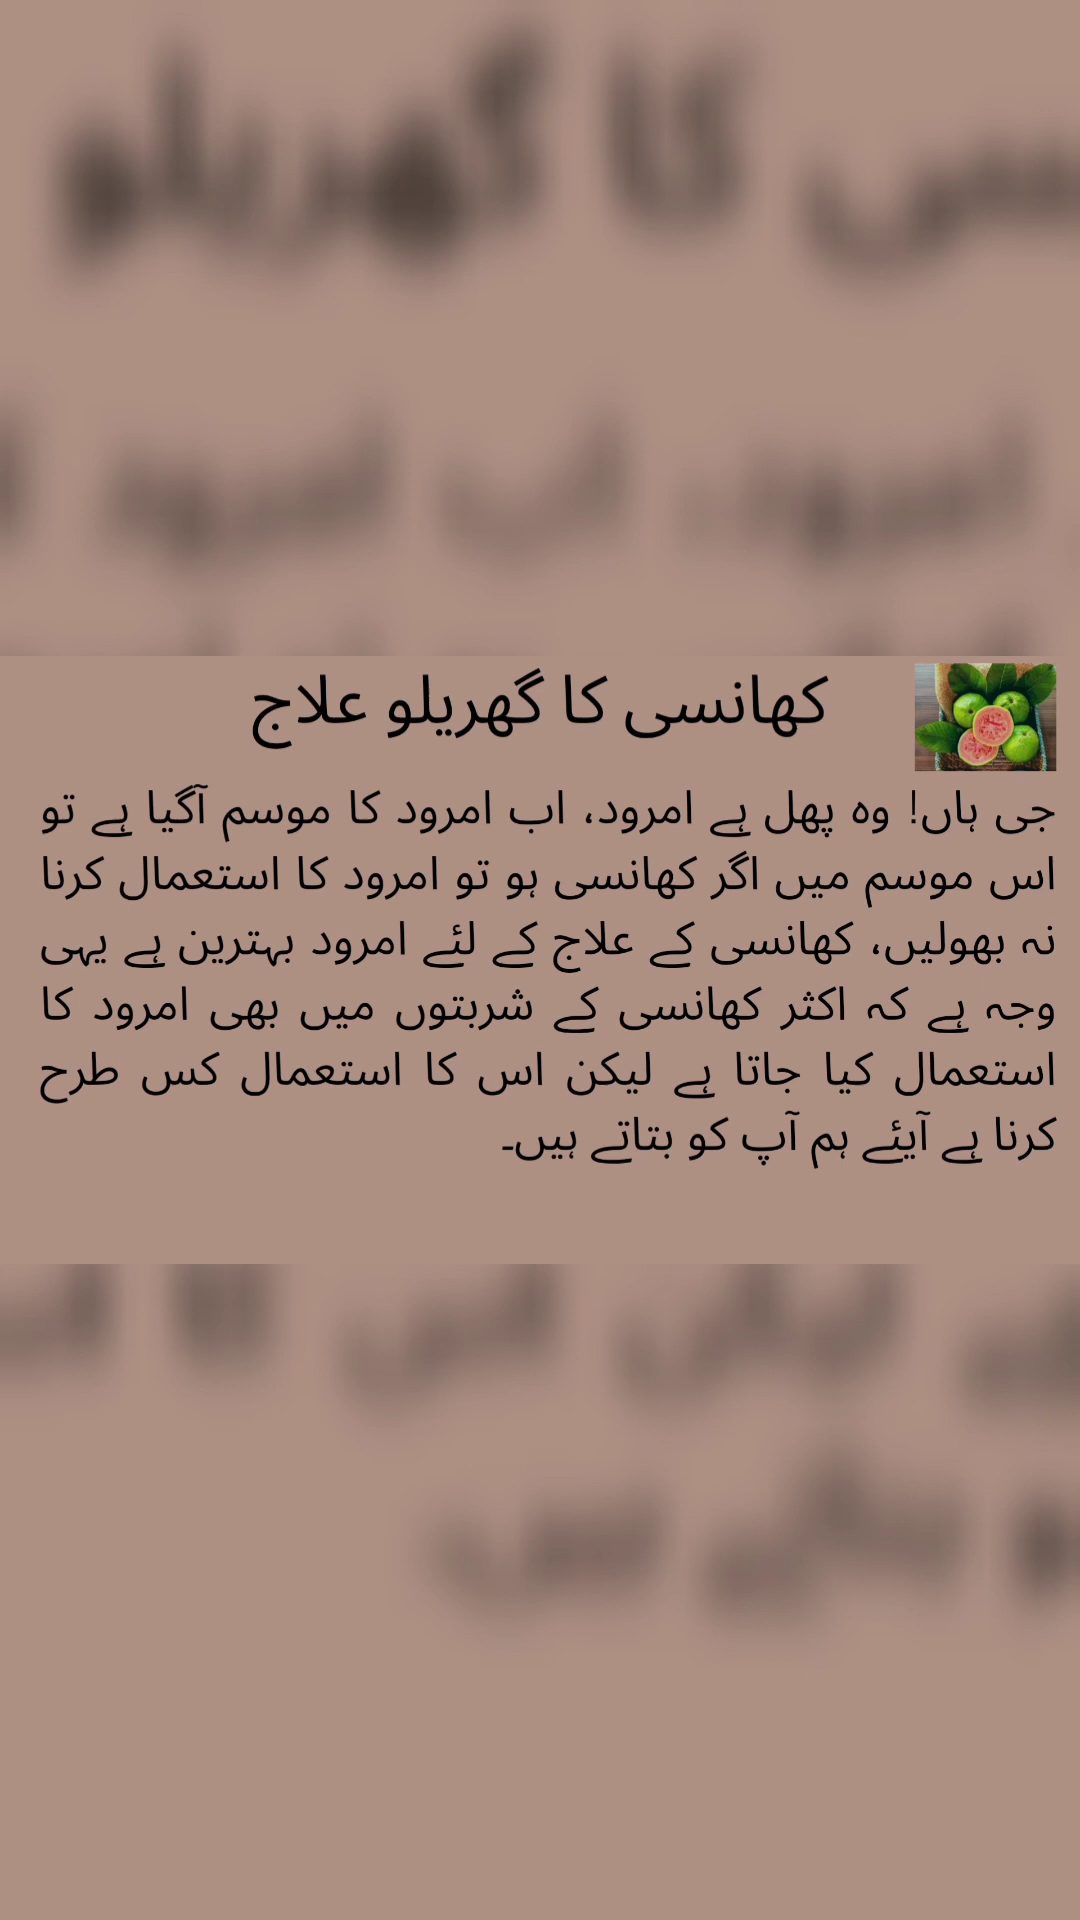 کھانسی کا گھریلو علاج
جی ہاں! وہ پھل ہے امرود، اب امرود کا موسم آگیا ہے تو
اس موسم میں اگر کھانسی ہو تو امرود کا استعمال کرنا
نہ بھولیں، کھانسی کے علاج کے لئے امرود بہترین ہے یہی
وجہ ہے کہ اکثر کھانسی کے شربتوں میں بھی امرود کا
استعمال کیا جاتا ہے لیکن اس کا استعمال کس طرح
کرنا ہے آیئے ہم آپ کو بتاتے ہیں۔